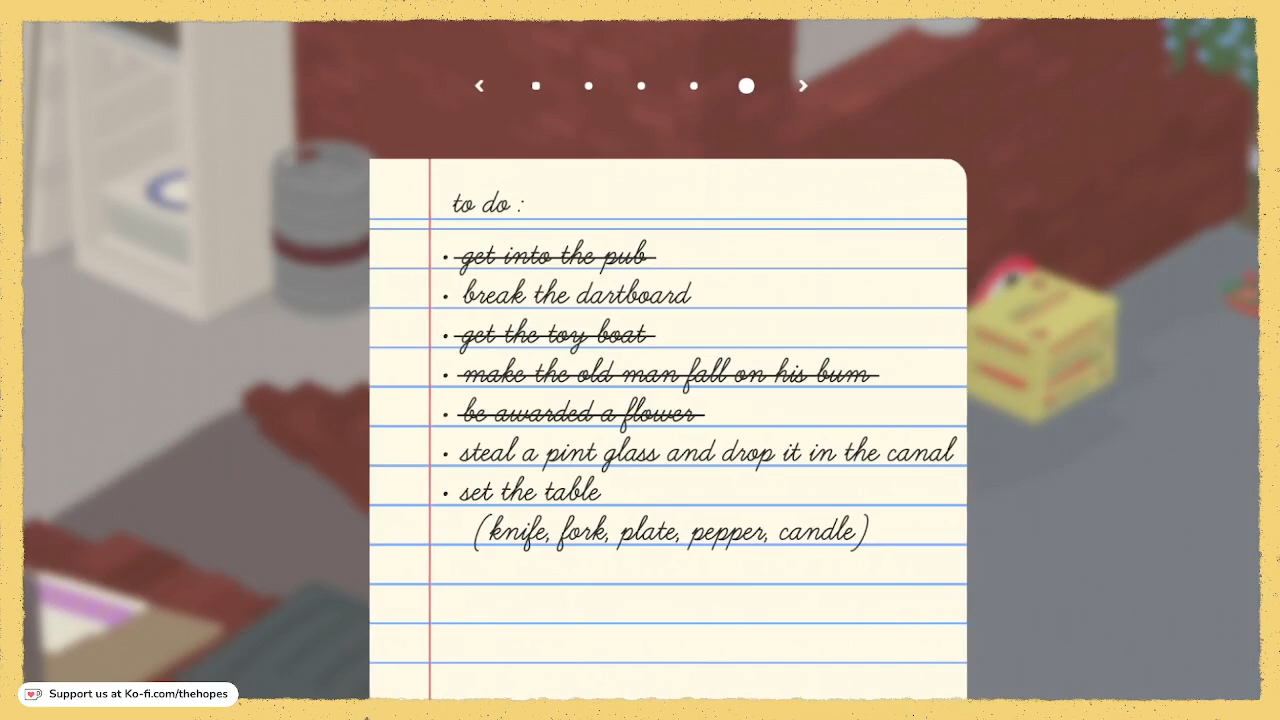 to do :
• get into the pub
• break the dartboard
• get the toy boat
• make the old man fall on his bum
• be awarded a flower
• steal a pint glass and drop it in the canal
• set the table
(knife, fork, plate, pepper, candle)
Support us at Ko-fi.com/thehopes